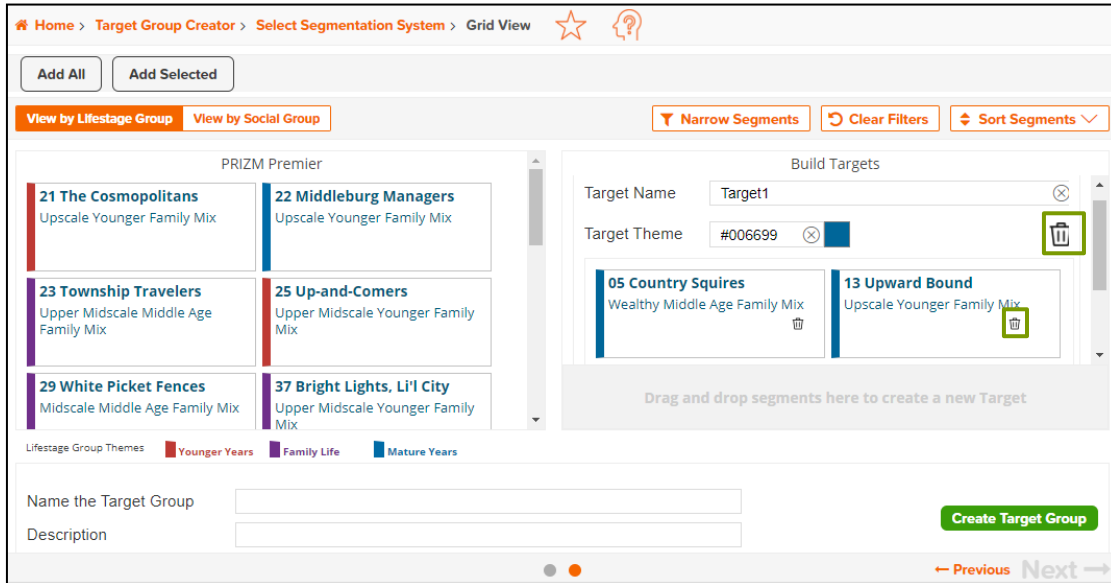 Home > Target Group Creator > Select Segmentation System > Grid View
Add All Add Selected
View by Lifestage Group View by Social Group Narrow Segments Clear Filters Sort Segments
PRIZM Premier
21 The Cosmopolitans
Upscale Younger Family Mix
22 Middleburg Managers
Upscale Younger Family Mix
23 Township Travelers
Upper Midscale Middle Age
Family Mix
25 Up-and-Comers
Upper Midscale Younger Family
Mix
29 White Picket Fences
Midscale Middle Age Family Mix
37 Bright Lights, Li'l City
Upper Midscale Younger Family
Mix
Lifestage Group Themes Younger Years Family Life Mature Years
Build Targets
Target Name Target1
Target Theme #006699
05 Country Squires
Wealthy Middle Age Family Mix
13 Upward Bound
Upscale Younger Family Mix
Drag and drop segments here to create a new Target
Name the Target Group
Description
Create Target Group
Previous Next